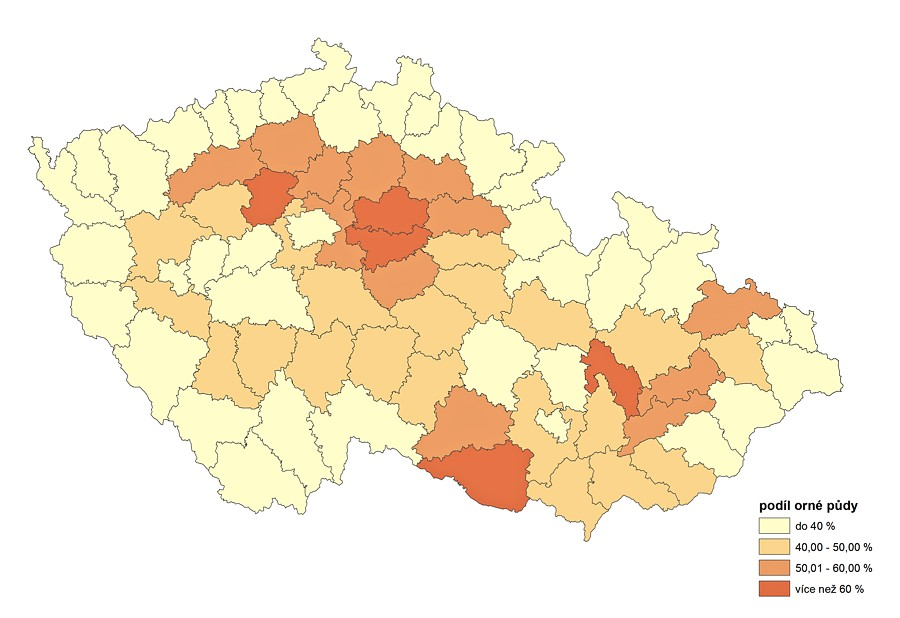 podíl orné půdy
do 40 %
40,00 - 50,00 %
50,01 - 60,00 %
více než 60 %